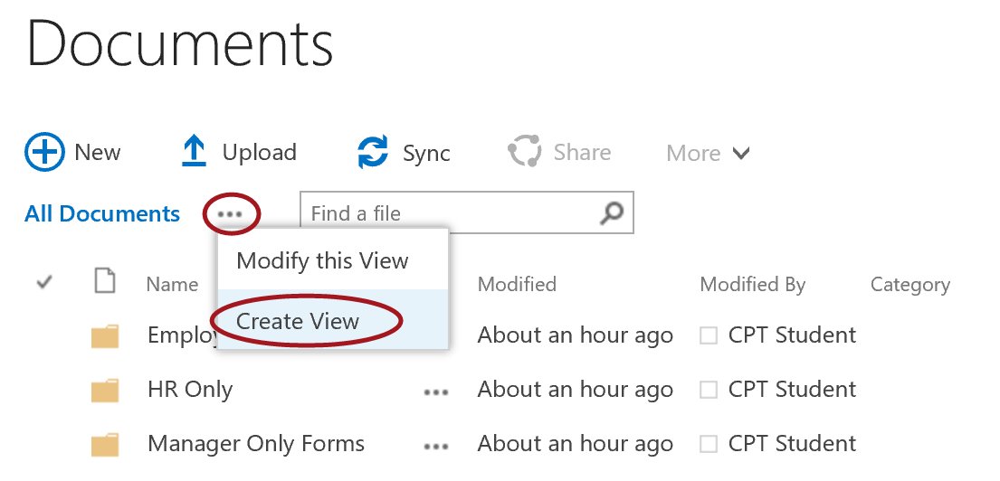 Documents
New Upload Sync Share More
All Documents ... Find a file
Modify this View
Name Modified Modified By Category
Create View
Emplo About an hour ago CPT Student
HR Only ... About an hour ago CPT Student
Manager Only Forms ... About an hour ago CPT Student